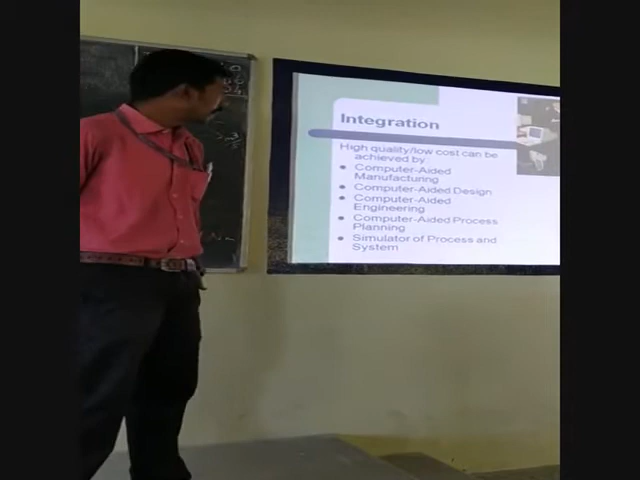 Integration
High quality/low cost can be
achieved by:
Computer-Aided
Manufacturing
Computer-Aided Design
Computer-Aided
Engineering
Computer-Aided Process
Planning
Simulator of Process and
System